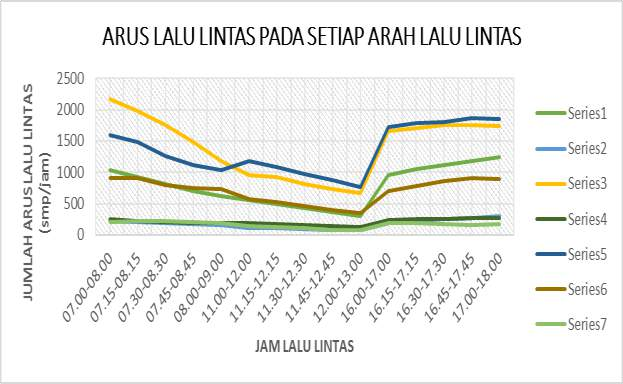 ARUS LALU LINTAS PADA SETIAP ARAH LALU LINTAS
JUMLAH ARUS LALU LINTAS
(smp/jam)
2500
2000
1500
1000
500
0
07.00-08.00
07.15-08.15
07.30-08.30
07.45-08.45
08.00-09.00
11.00-12.00
11.15-12.15
11.30-12.30
11.45-12.45
12.00-13.00
16.00-17.00
16.15-17.15
16.30-17.30
16.45-17.45
17.00-18.00
JAM LALU LINTAS
Series1
Series2
Series3
Series4
Series5
Series6
Series7